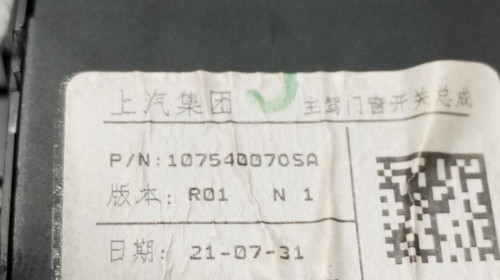 上汽集团 主驾门窗开关总成
P/N:10754007OSA
版本: R01 N 1
日期: 21-07-31